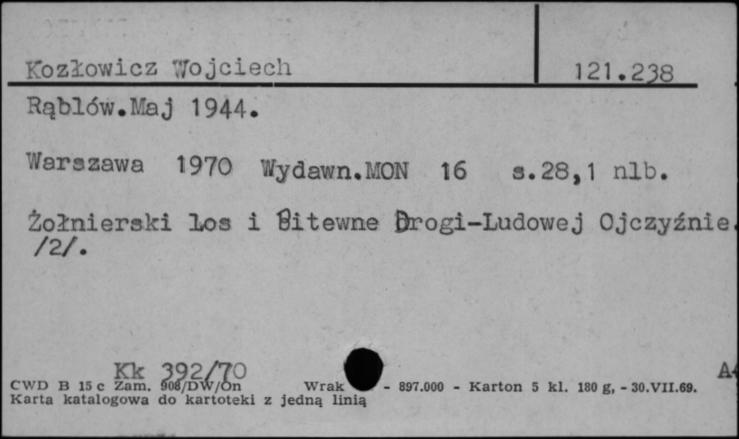 Kozłowicz Wojciech 121.238
Rąblów.Maj 1944.
Warszawa 1970 Wydawn.MON 16 s.28,1 nlb.
Żołnierski Los i Bitewne Drogi-Ludowej Ojczyźnie.
/2/.
Kk 392/70
CWD B 15 c Zam. 908/DW/On Wrak - 897.000 - Karton 5 kl. 180 g, - 30.VII.69.
Karta katalogowa do kartoteki z jedną linią